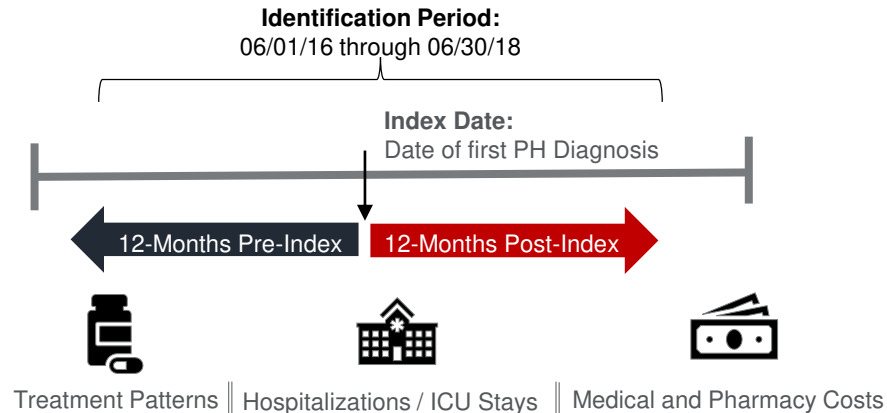 Identification Period:
06/01/16 through 06/30/18
Index Date:
Date of first PH Diagnosis
12-Months Pre-Index
12-Months Post-Index
Treatment Patterns
Hospitalizations / ICU Stays
Medical and Pharmacy Costs